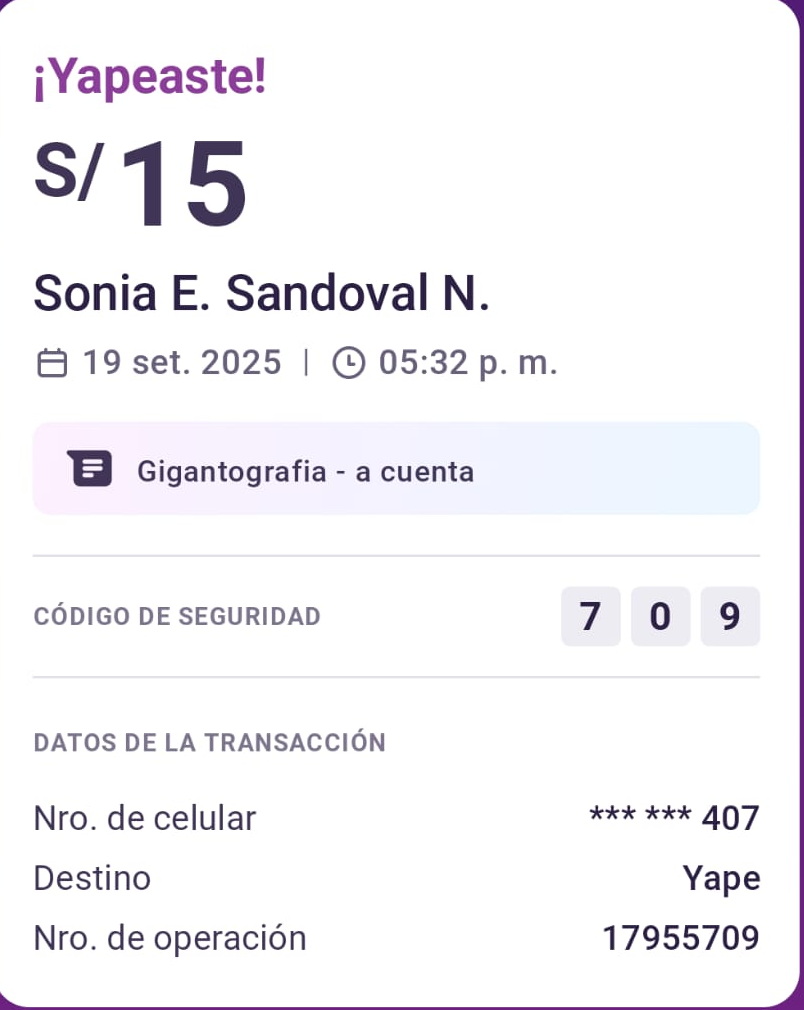 ¡Yapeaste!
S/ 15
Sonia E. Sandoval N.
19 set. 2025 | 05:32 p. m.
Gigantografia - a cuenta
CÓDIGO DE SEGURIDAD 7 0 9
DATOS DE LA TRANSACCIÓN
Nro. de celular *** *** 407
Destino Yape
Nro. de operación 17955709